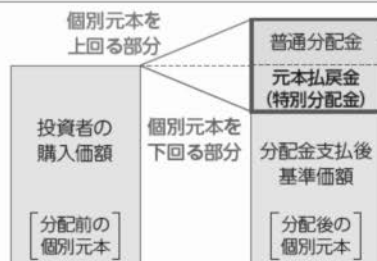 個別元本を
上回る部分
普通分配金
元本払戻金
(特別分配金)
投資者の
購入価額
個別元本を
下回る部分
分配金支払後
基準価額
分配前の
個別元本
分配後の
個別元本